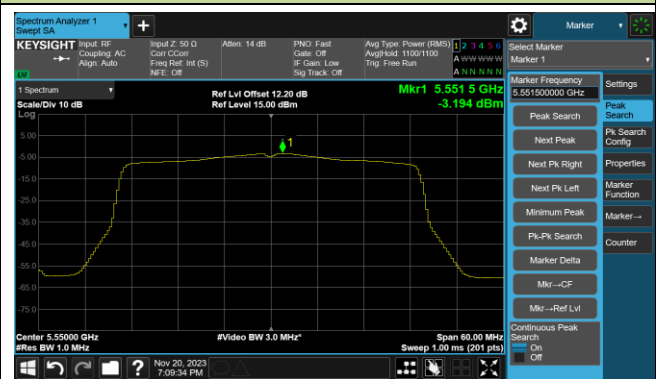 Spectrum Analyzer 1
Swept SA
Marker
KEYSIGHT
Input: RF
Coupling: AC
Align: Auto
Input Z: 50 Ω
Corr CCorr
Freq Ref: Int (S)
NFE: Off
Atten: 14 dB
PNO: Fast
Gate: Off
IF Gain: Low
Sig Track: Off
Avg Type: Power (RMS)
Avg|Hold: 1100/1100
Trig: Free Run
1 2 3 4 5 6
A W W W W W
A N N N N N
Select Marker
Marker 1
1 Spectrum
Scale/Div 10 dB
Log
Ref Lvl Offset 12.20 dB
Ref Level 15.00 dBm
Mkr1 5.551 5 GHz
-3.194 dBm
5.00
-5.00
-15.0
-25.0
-35.0
-45.0
-55.0
-65.0
-75.0
1
Center 5.55000 GHz
#Res BW 1.0 MHz
#Video BW 3.0 MHz*
Span 60.00 MHz
Sweep 1.00 ms (201 pts)
Marker Frequency
5.551500000 GHz
Peak Search
Next Peak
Next Pk Right
Next Pk Left
Minimum Peak
Pk-Pk Search
Marker Delta
Mkr→CF
Mkr→Ref Lvl
Continuous Peak
Search
On
Off
Settings
Peak
Search
Pk Search
Config
Properties
Marker
Function
Marker→
Counter
?
Nov 20, 2023
7:09:34 PM